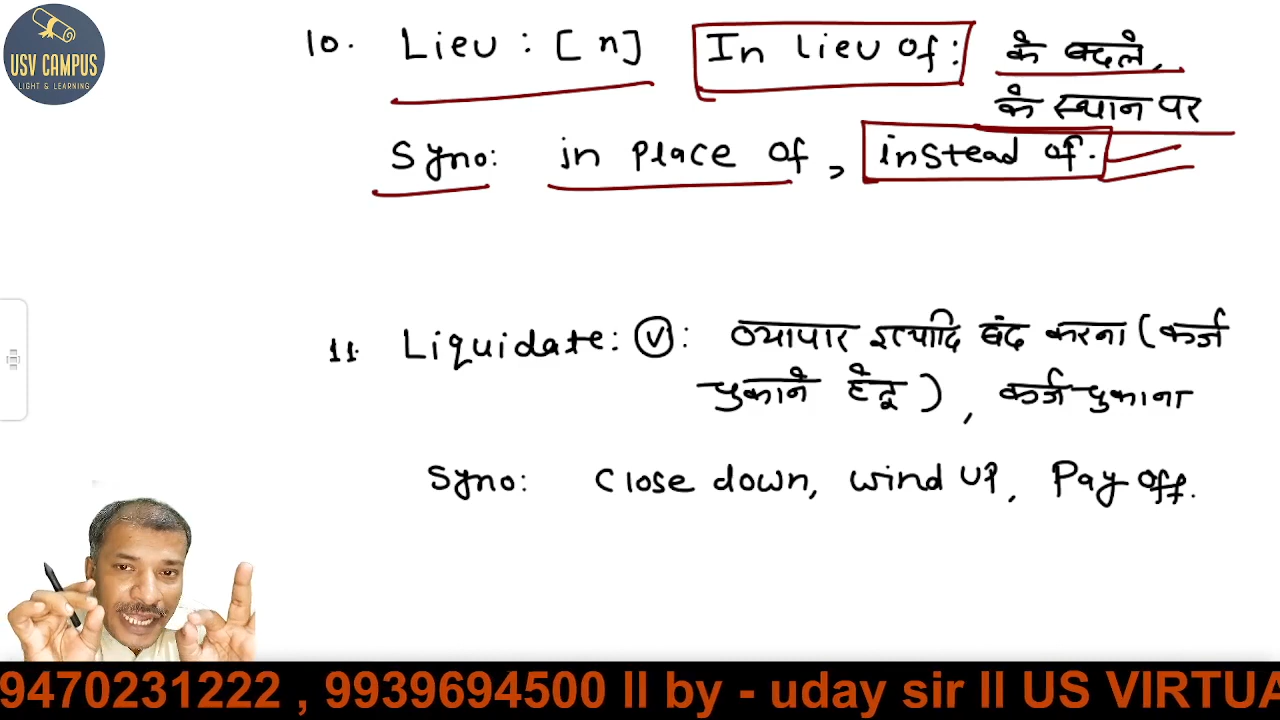 USV CAMPUS
LIGHT & LEARNING
10. Lieu : [n] In lieu of : के बदले,
के स्थान पर
Syno: in place of, instead of.
11. Liquidate: (V): व्यापार इत्यादि बंद करना (कर्ज
चुकाने हेतू), कर्ज चुकाना
Syno: Close down, wind up, Pay off.
9470231222 , 9939694500 ll by - uday sir ll US VIRTUA